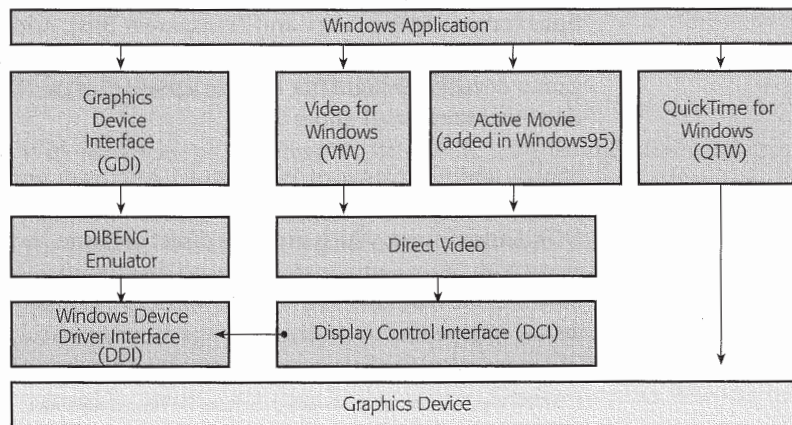 Windows Application
Graphics
Device
Interface
(GDI)
Video for
Windows
(VfW)
Active Movie
(added in Windows95)
QuickTime for
Windows
(QTW)
DIBENG
Emulator
Direct Video
Windows Device
Driver Interface
(DDI)
Display Control Interface (DCI)
Graphics Device